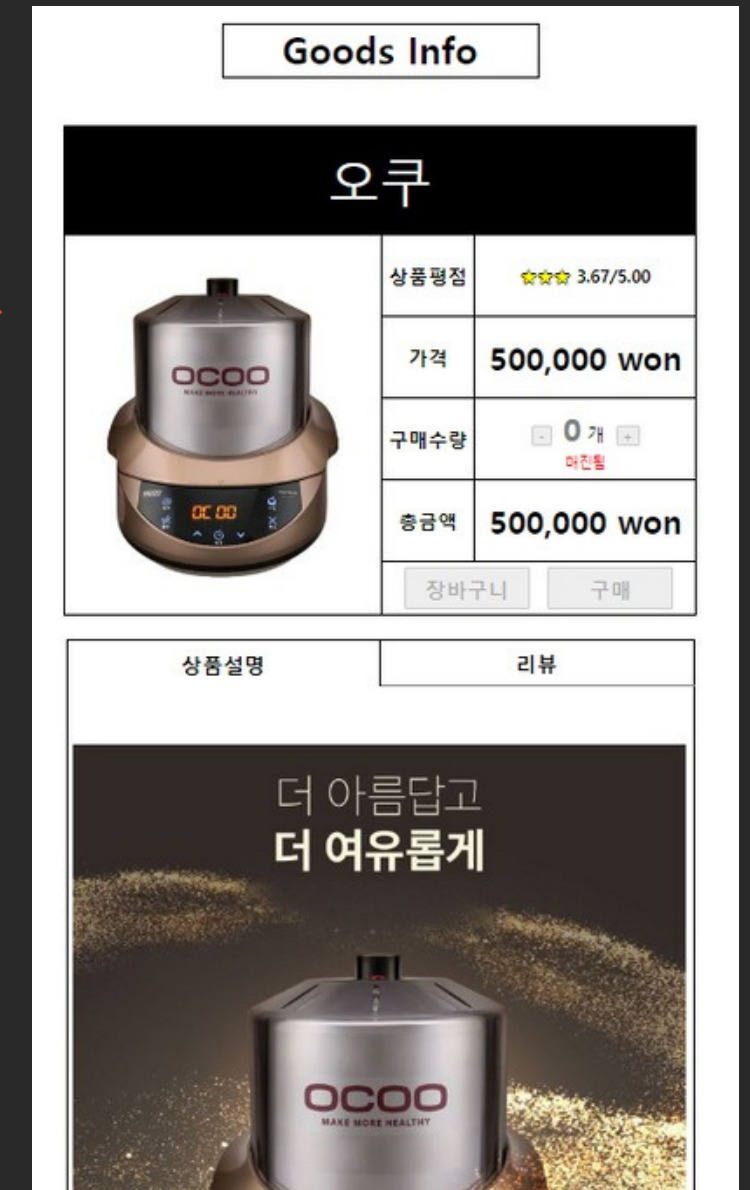 Goods Info
오쿠
상품평점
3.67/5.00
OCOO
MAKE MORE HEALTHY
가격
500,000 won
구매수량
- 0 개 +
매진됨
OC 00
총금액
500,000 won
장바구니
구매
상품설명
리뷰
더 아름답고
더 여유롭게
OCOO
MAKE MORE HEALTHY